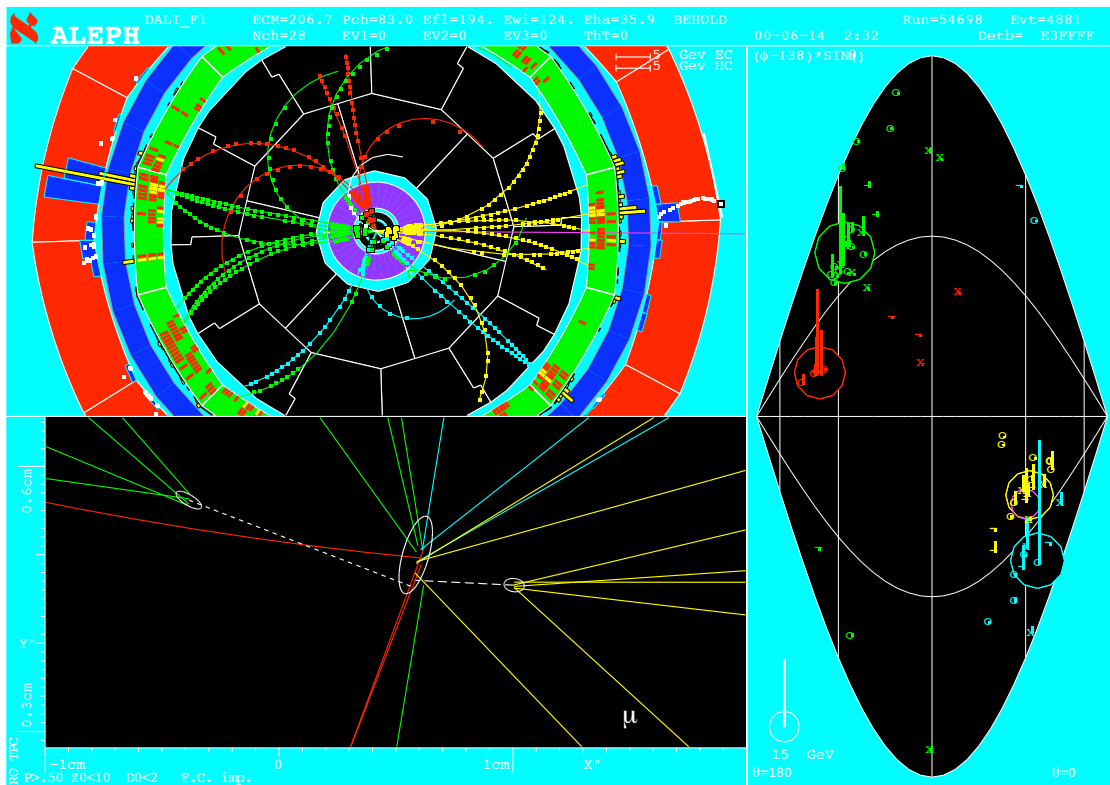 DALI_F1 ECM=206.7 Pch=83.0 Efl=194. Ewi=124. Eha=35.9 BEHOLD Run=54698 Evt=4881
ALEPH Nch=28 EV1=0 EV2=0 EV3=0 ThT=0 00-06-14 2:32 Detb= E3FFFF
5 Gev EC
5 Gev HC
(φ-138)*SIN(θ)
0.6cm
Y"
0.3cm
μ
15 GeV
RO TPC
-1cm 0 1cm X"
θ=180 θ=0
P>.50 Z0<10 D0<2 F.C. imp.